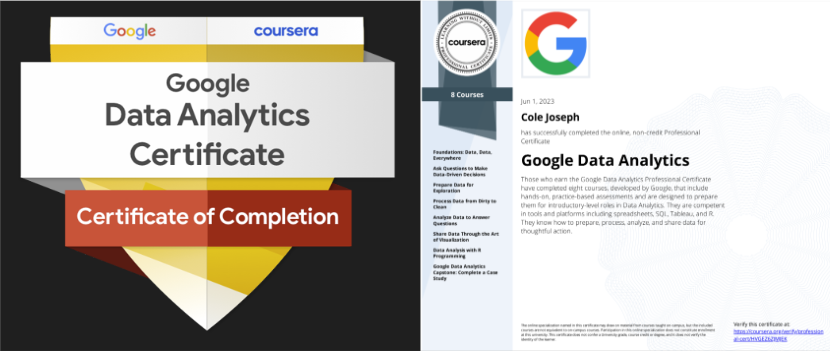 Google
coursera
Google
Data Analytics
Certificate
Certificate of Completion
coursera
8 Courses
Foundations: Data, Data,
Everywhere
Ask Questions to Make
Data-Driven Decisions
Prepare Data for
Exploration
Process Data from Dirty to
Clean
Analyze Data to Answer
Questions
Share Data Through the Art
of Visualization
Data Analysis with R
Programming
Google Data Analytics
Capstone: Complete a Case
Study
G
Jun 1, 2023
Cole Joseph
has successfully completed the online, non-credit Professional
Certificate
Google Data Analytics
Those who earn the Google Data Analytics Professional Certificate
have completed eight courses, developed by Google, that include
hands-on, practice-based assessments and are designed to prepare
them for introductory-level roles in Data Analytics. They are competent
in tools and platforms including spreadsheets, SQL, Tableau, and R.
They know how to prepare, process, analyze, and share data for
thoughtful action.
Verify this certificate at: